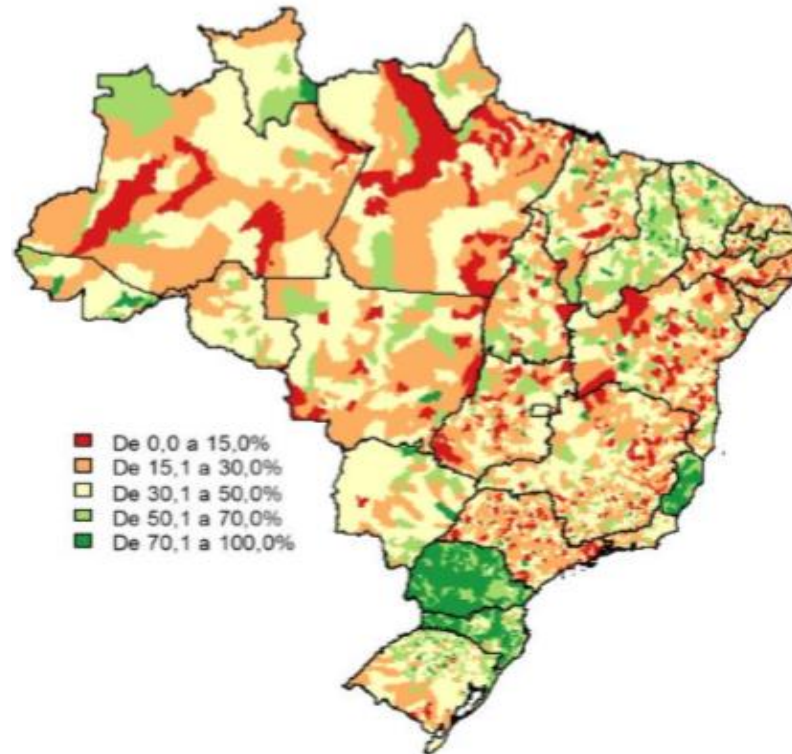 De 0,0 a 15,0%
De 15,1 a 30,0%
De 30,1 a 50,0%
De 50,1 a 70,0%
De 70,1 a 100,0%